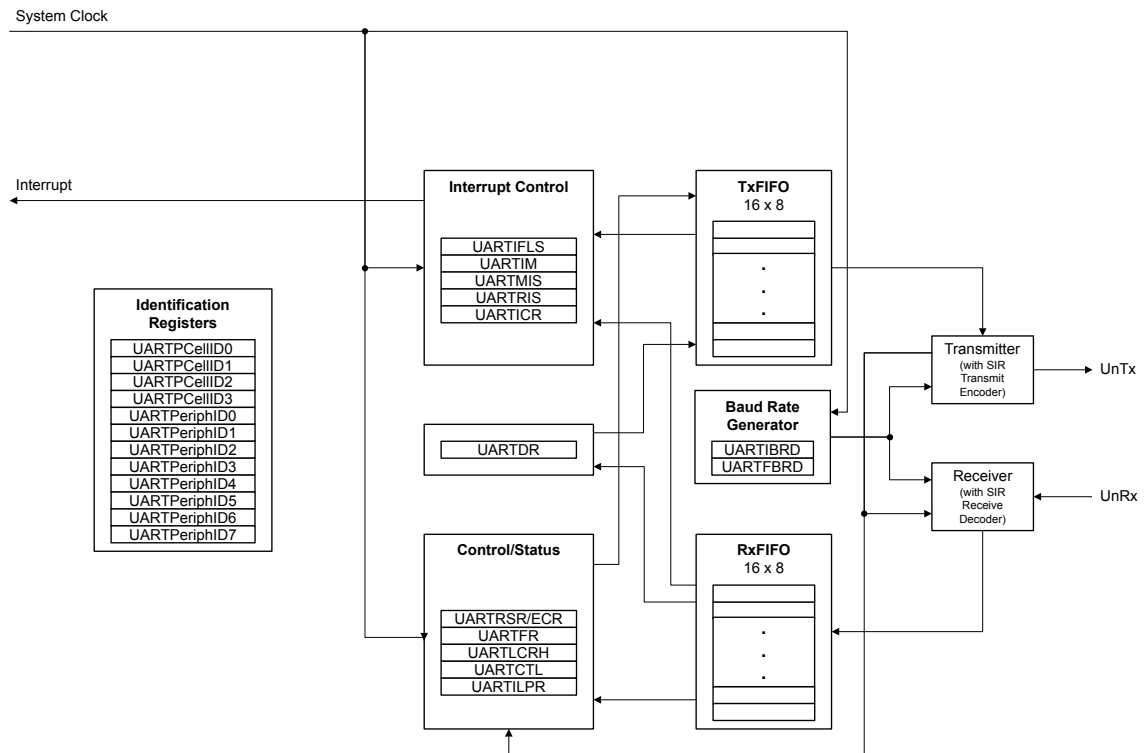 System Clock
Interrupt
Identification
Registers
UARTPCellID0
UARTPCellID1
UARTPCellID2
UARTPCellID3
UARTPeriphID0
UARTPeriphID1
UARTPeriphID2
UARTPeriphID3
UARTPeriphID4
UARTPeriphID5
UARTPeriphID6
UARTPeriphID7
Interrupt Control
UARTIFLS
UARTIM
UARTMIS
UARTRIS
UARTICR
UARTDR
Control/Status
UARTRSR/ECR
UARTFR
UARTLCRH
UARTCTL
UARTILPR
TxFIFO
16 x 8
.
.
.
Baud Rate
Generator
UARTIBRD
UARTFBRD
RxFIFO
16 x 8
.
.
.
Transmitter
(with SIR
Transmit
Encoder)
UnTx
Receiver
(with SIR
Receive
Decoder)
UnRx